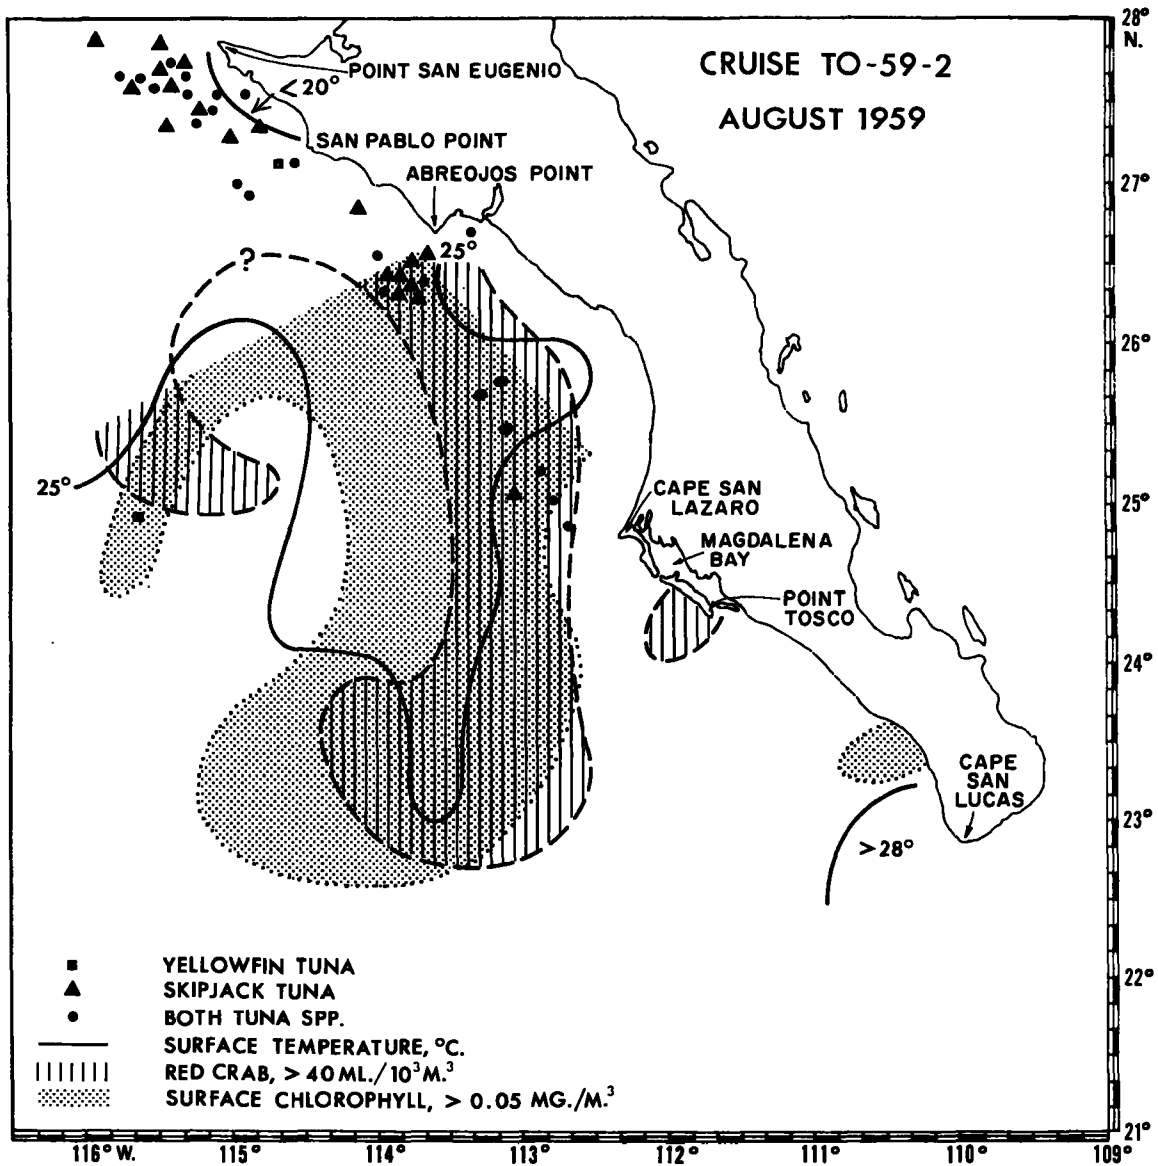 28°
N.
CRUISE TO-59-2
AUGUST 1959
POINT SAN EUGENIO
<20°
SAN PABLO POINT
ABREOJOS POINT
27°
25°
?
26°
25°
CAPE SAN
LAZARO
25°
MAGDALENA
BAY
POINT
TOSCO
24°
CAPE
SAN
LUCAS
23°
>28°
22°
YELLOWFIN TUNA
SKIPJACK TUNA
BOTH TUNA SPP.
SURFACE TEMPERATURE, °C.
RED CRAB, > 40 ML./10³M.³
SURFACE CHLOROPHYLL, > 0.05 MG./M.³
21°
116° W.
115°
114°
113°
112°
111°
110°
109°